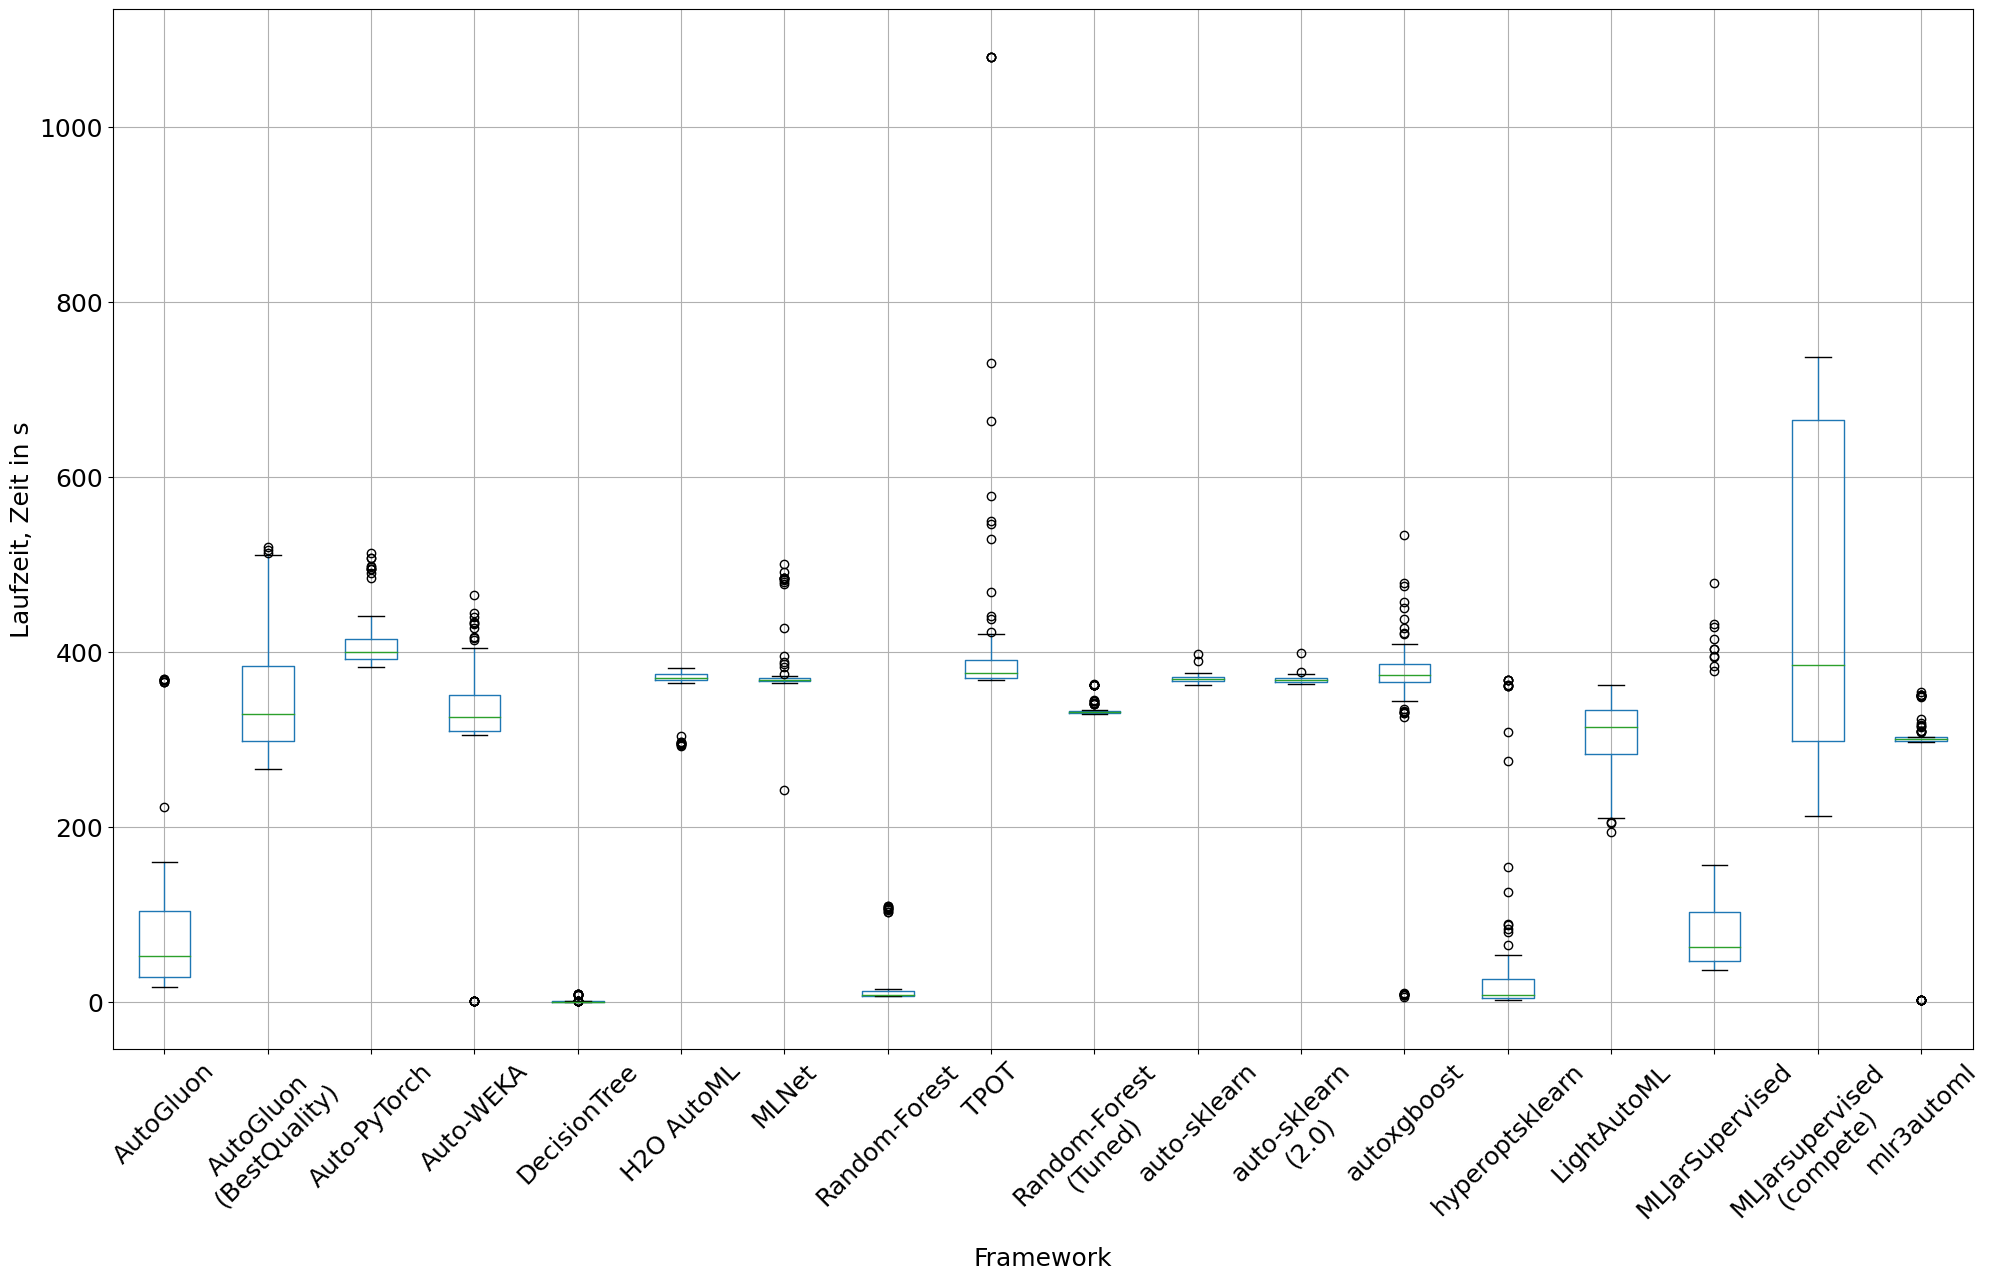 Laufzeit, Zeit in s
1000
800
600
400
200
0
AutoGluon
AutoGluon
(BestQuality)
Auto-PyTorch
Auto-WEKA
DecisionTree
H2O AutoML
MLNet
Random-Forest
TPOT
Random-Forest
(Tuned)
auto-sklearn
auto-sklearn
(2.0)
autoxgboost
hyperoptsklearn
LightAutoML
MLJarSupervised
MLJarsupervised
(compete)
mlr3automl
Framework